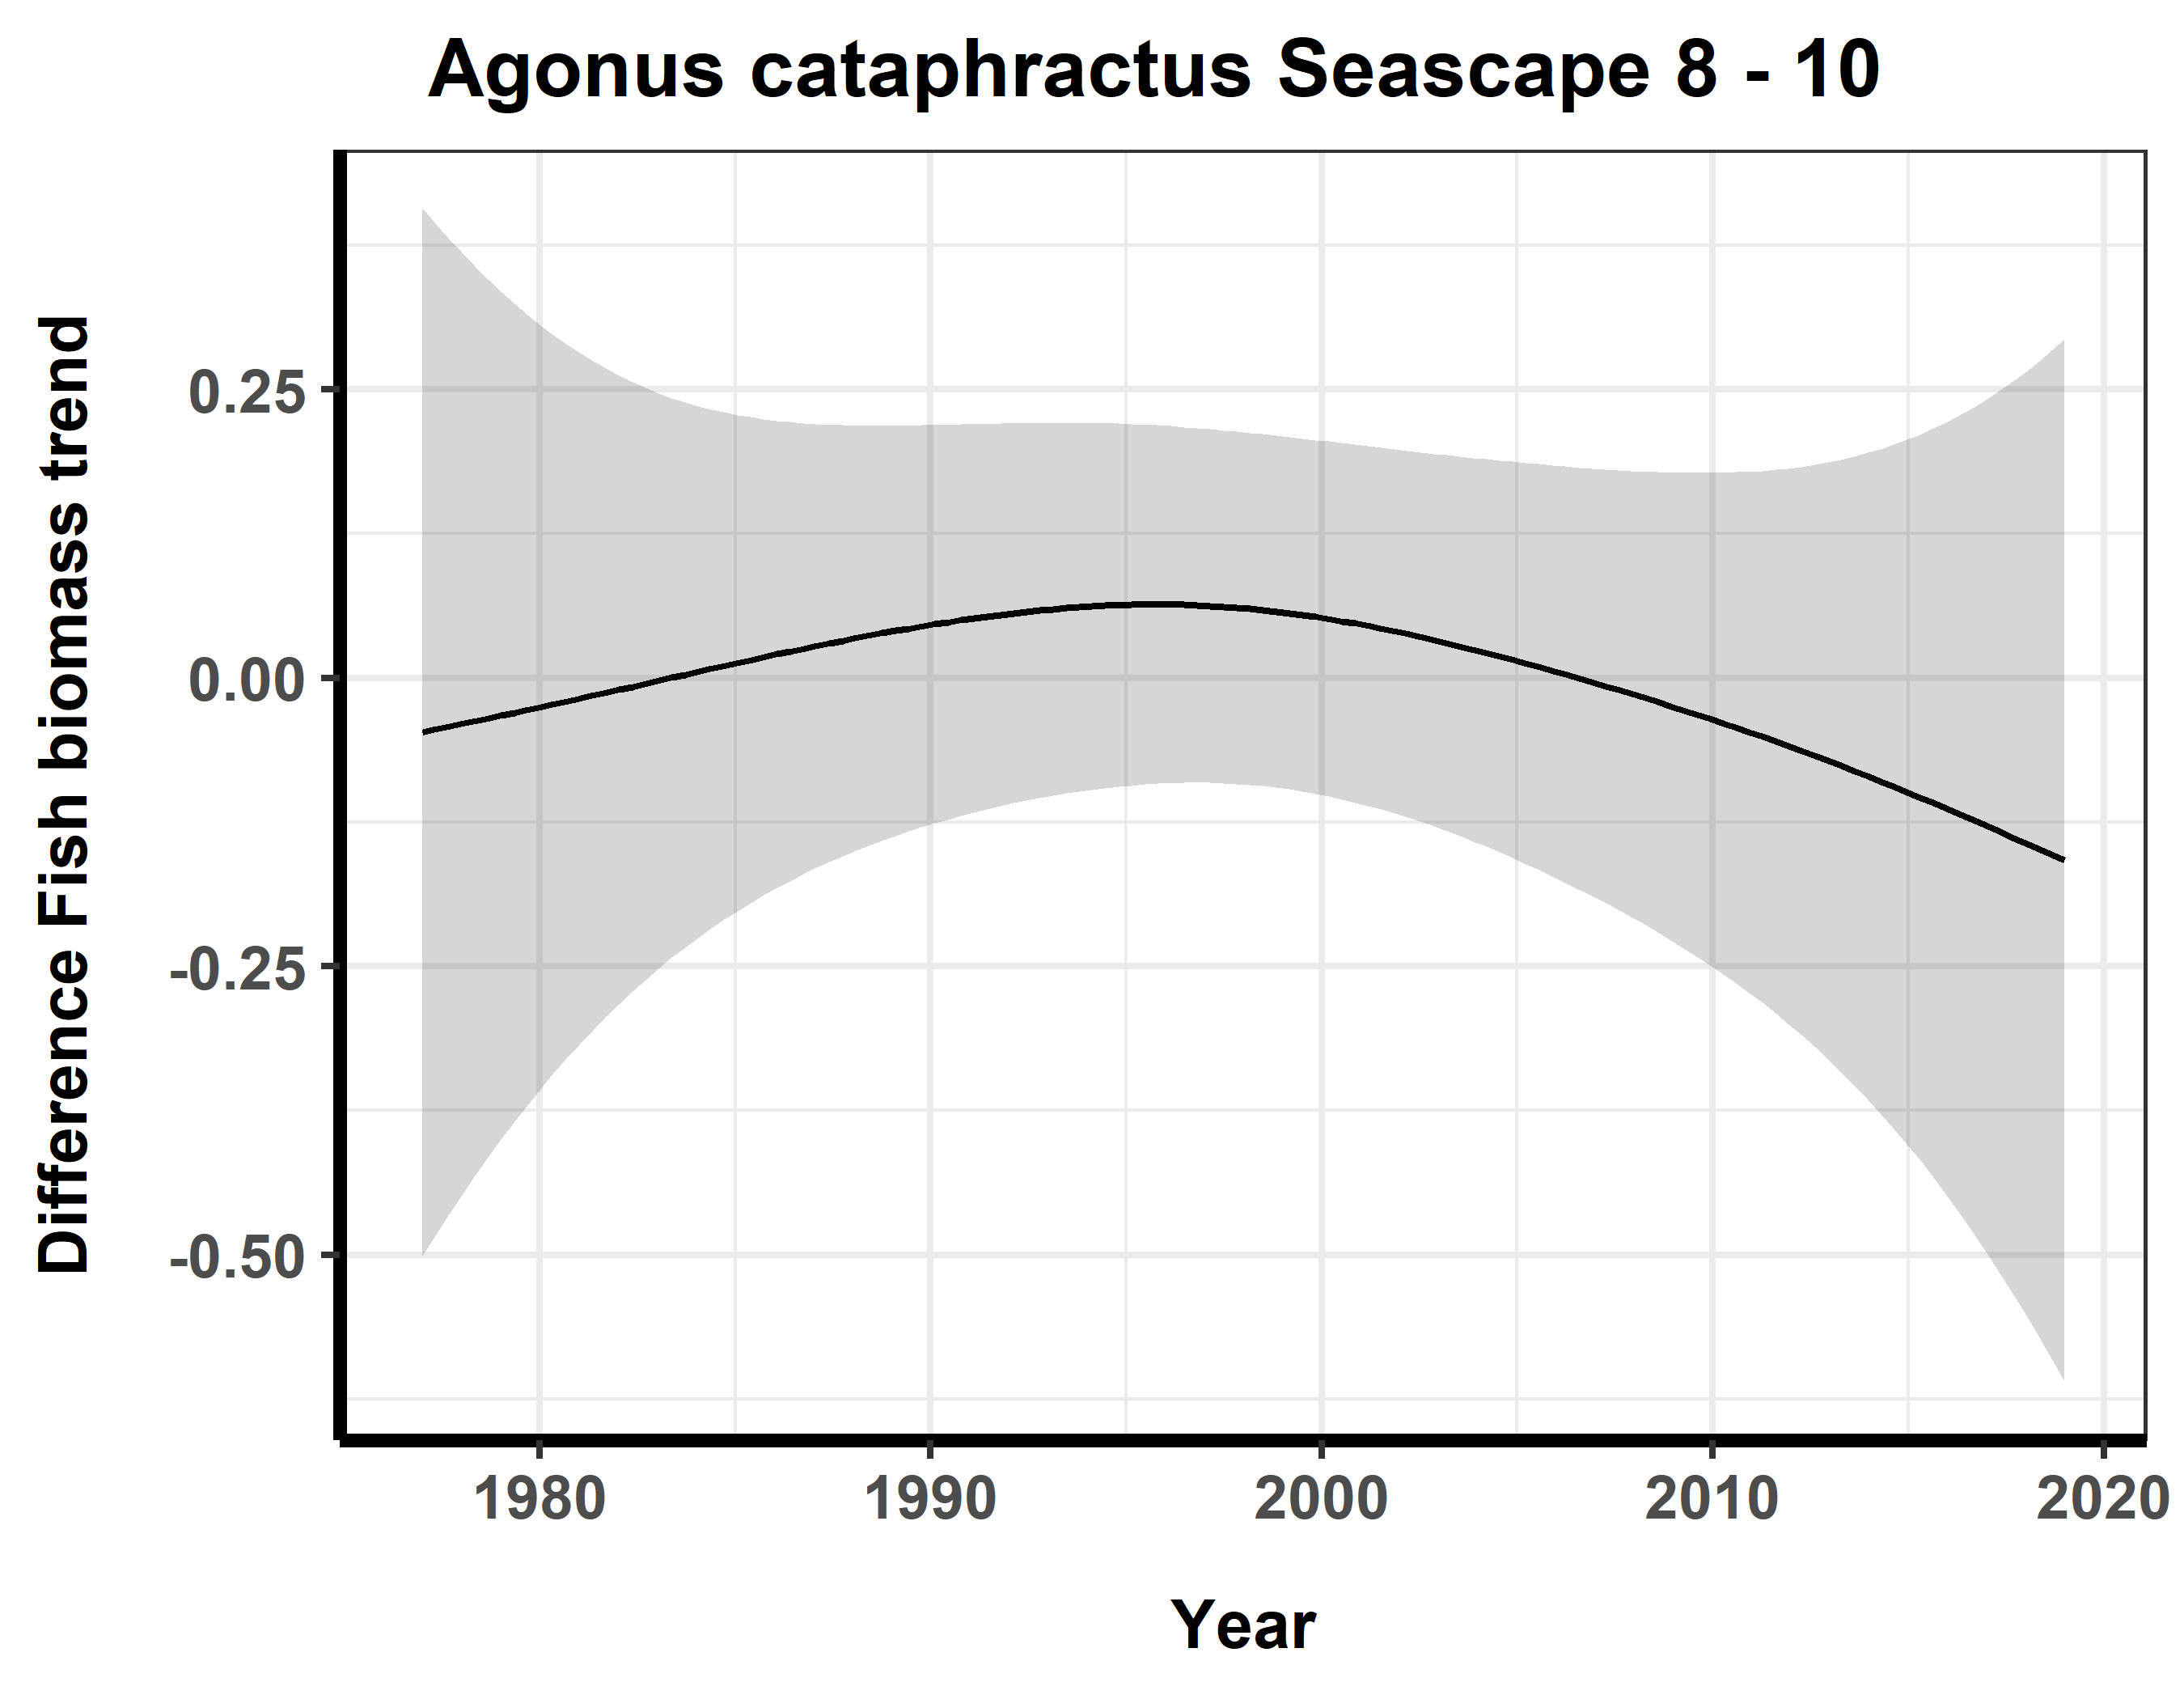 Agonus cataphractus Seascape 8 - 10
Difference Fish biomass trend
0.25
0.00
-0.25
-0.50
1980 1990 2000 2010 2020
Year